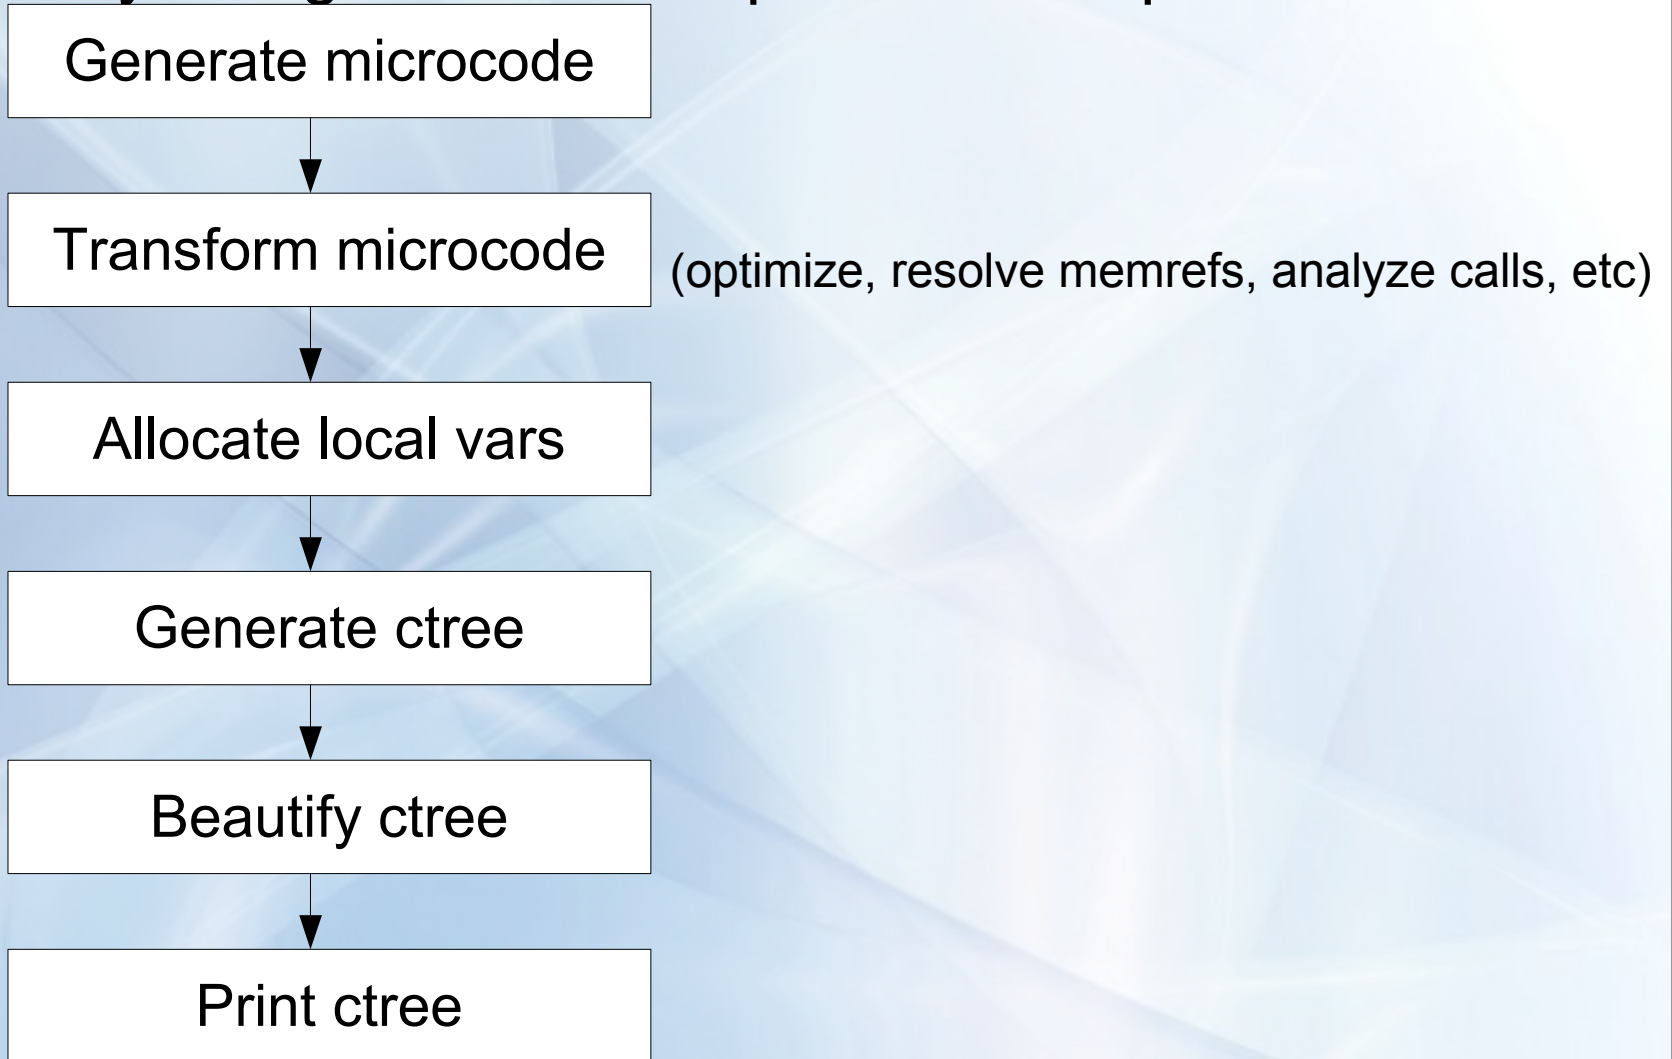 Generate microcode
Transform microcode
(optimize, resolve memrefs, analyze calls, etc)
Allocate local vars
Generate ctree
Beautify ctree
Print ctree